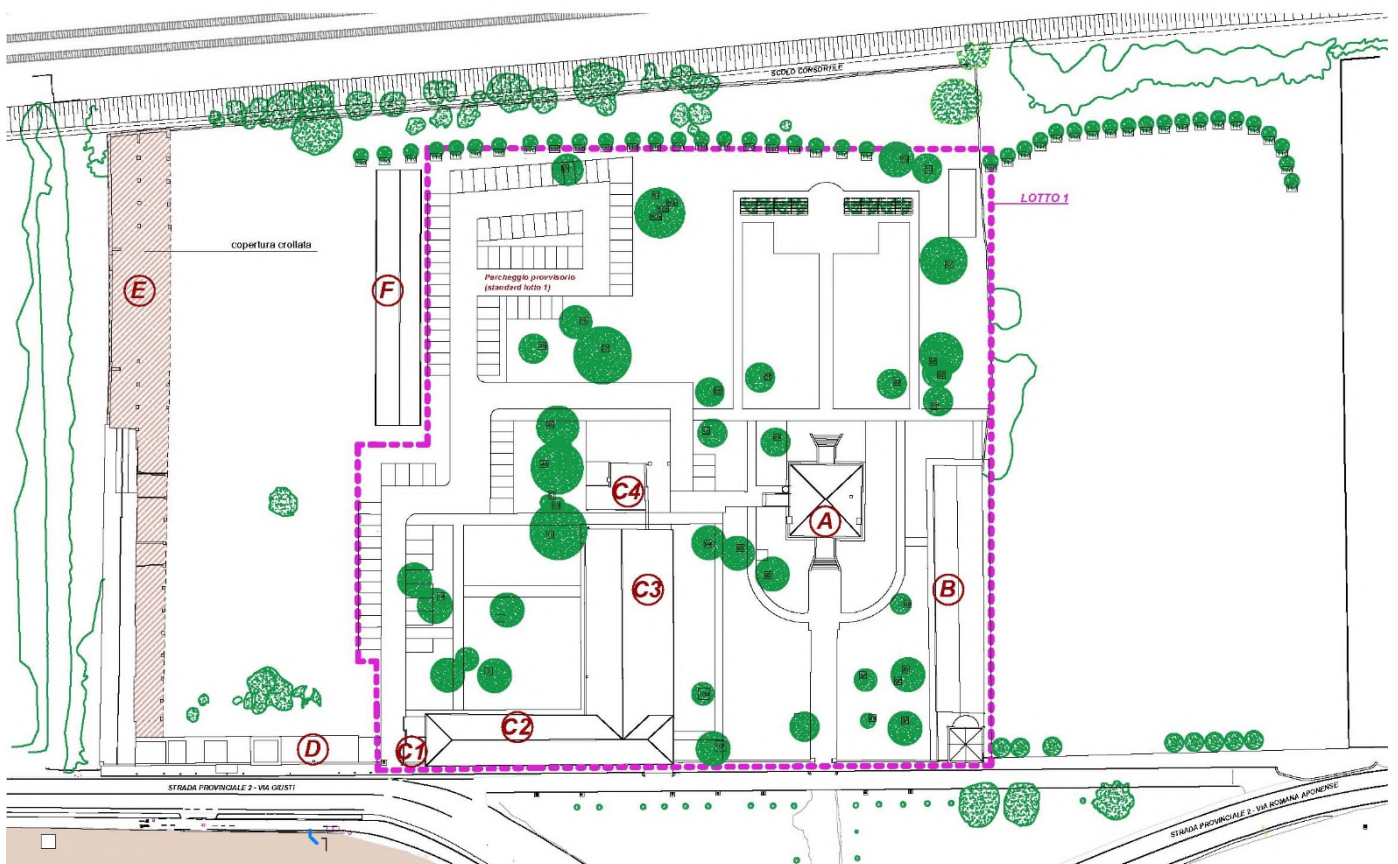 SCOLO CONSORTILE
LOTTO 1
copertura crollata
E
F
Parcheggio provvisorio
(standard lotto 1)
C4
A
C3
B
C2
C1
D
STRADA PROVINCIALE 2 - VIA GIUSTI
STRADA PROVINCIALE 2 - VIA ROMANA APONENSE